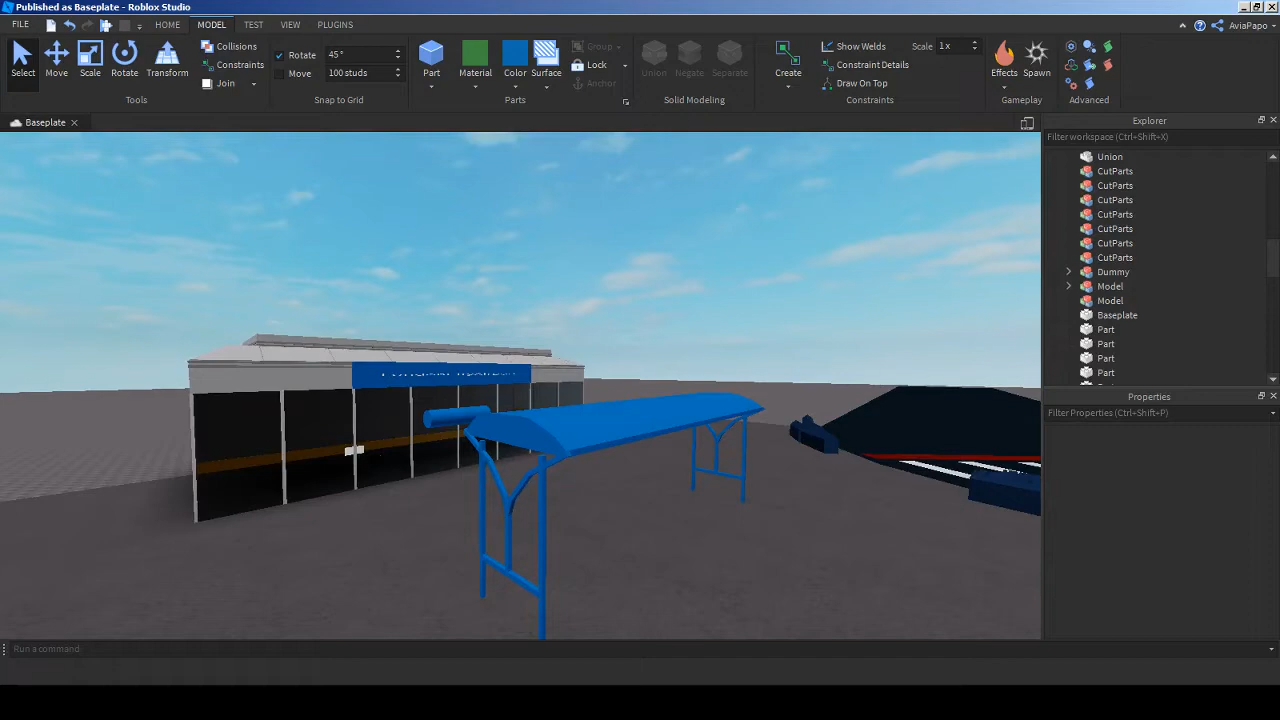 Published as Baseplate - Roblox Studio
FILE HOME MODEL TEST VIEW PLUGINS AviaPapo
Select Move Scale Rotate Transform
Collisions
Constraints
Join
Tools
Rotate 45°
Move 100 studs
Snap to Grid
Part Material Color Surface
Group
Lock
Anchor
Parts
Union Negate Separate
Solid Modeling
Create
Show Welds Scale 1 x
Constraint Details
Draw On Top
Constraints
Effects Spawn
Gameplay
Advanced
Baseplate
Explorer
Filter workspace (Ctrl+Shift+X)
Union
CutParts
CutParts
CutParts
CutParts
CutParts
CutParts
CutParts
Dummy
Model
Model
Baseplate
Part
Part
Part
Part
Properties
Filter Properties (Ctrl+Shift+P)
Run a command